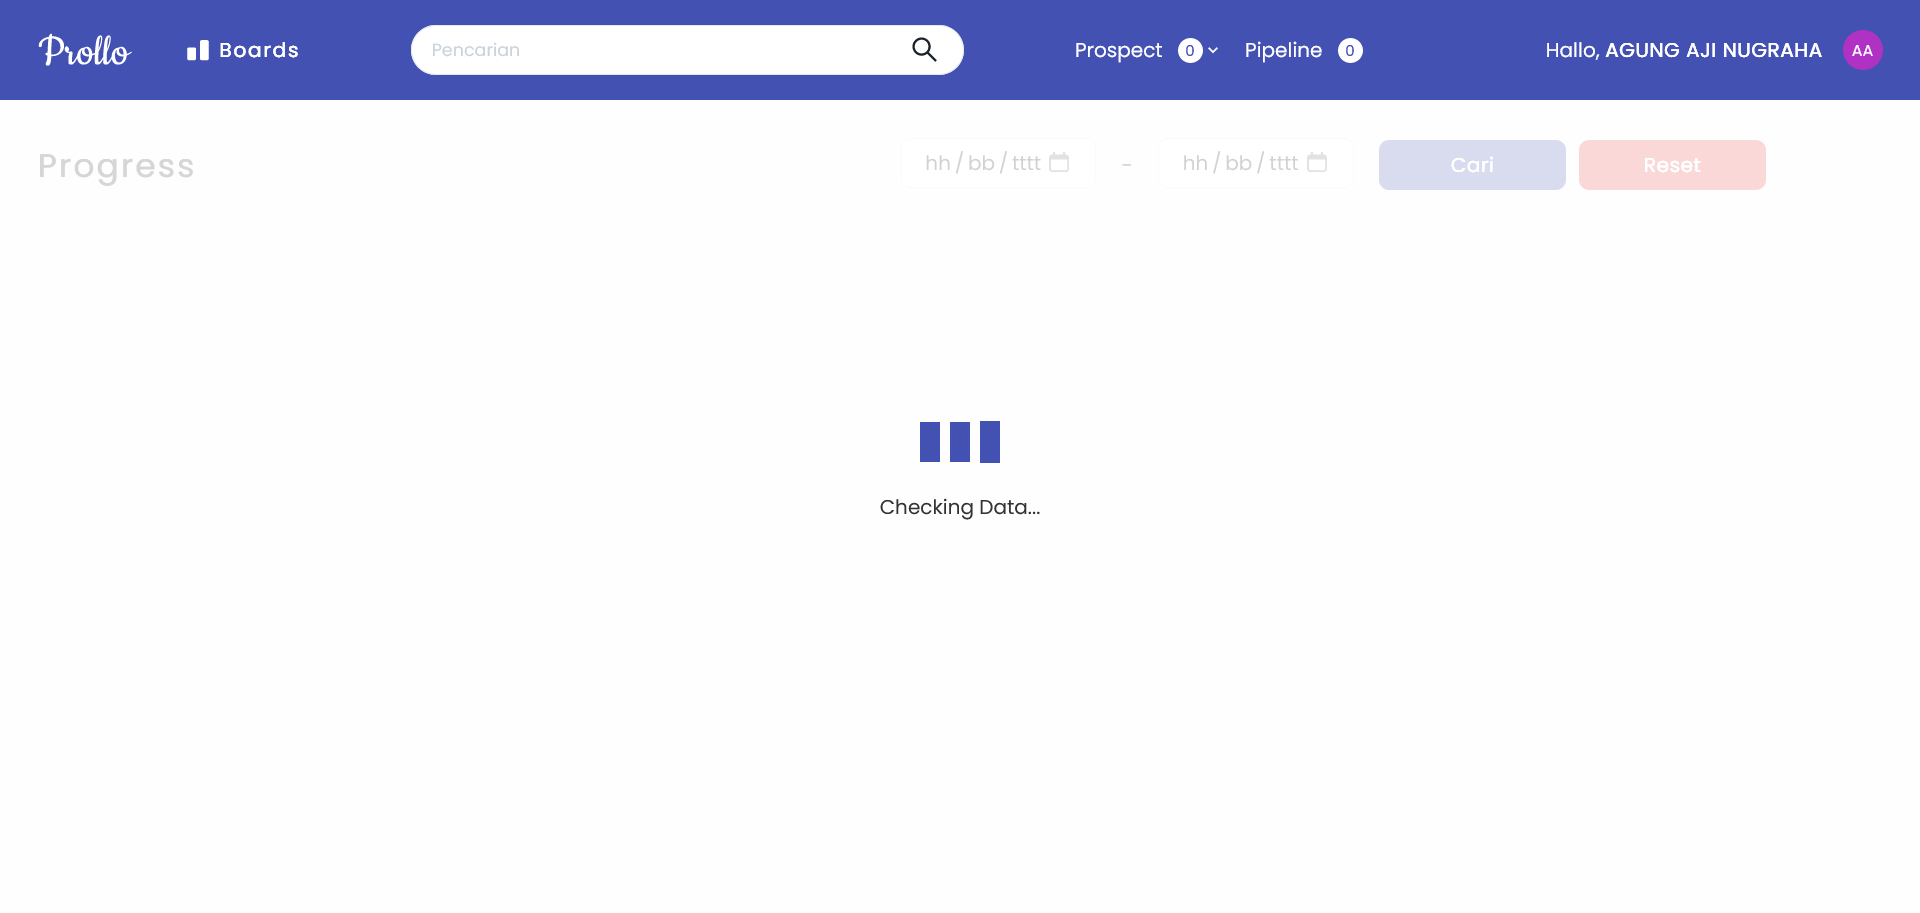 Prollo Boards Pencarian Prospect 0 Pipeline 0 Hallo, AGUNG AJI NUGRAHA AA
Progress hh / bb / tttt - hh / bb / tttt Cari Reset
Checking Data...